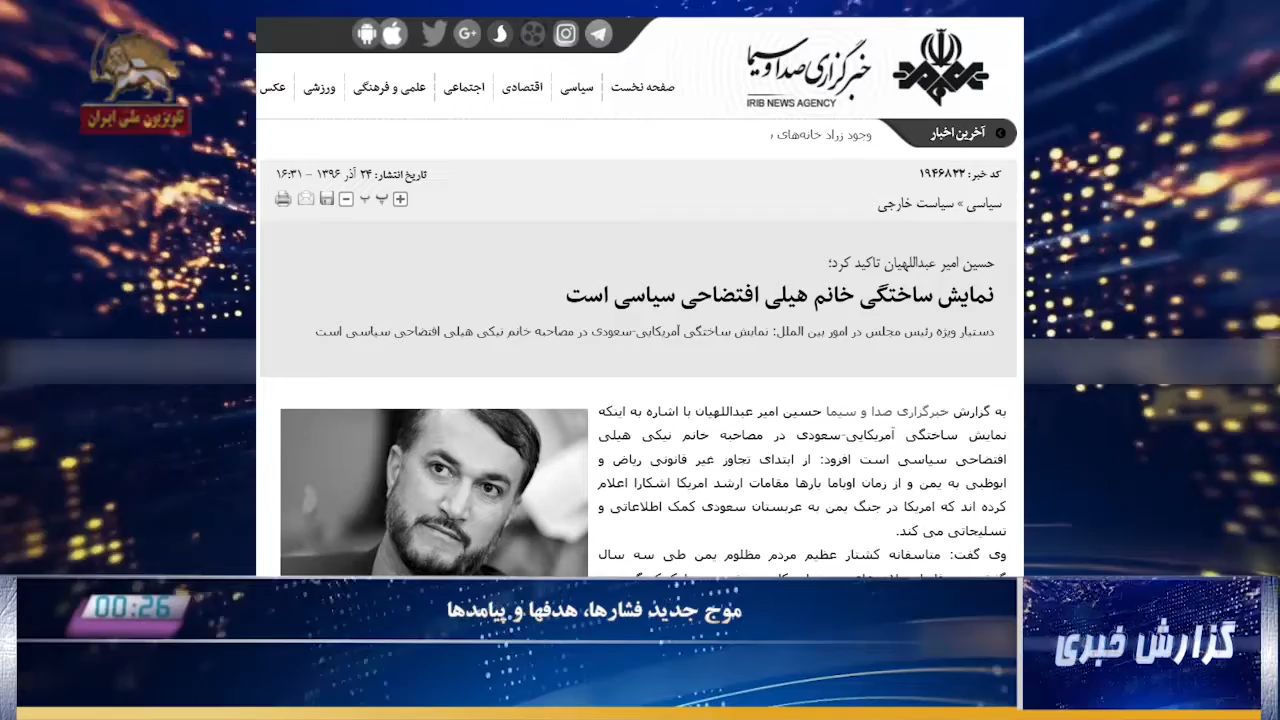 تلویزیون ملی ایران
خبرگزاری صدا و سیما
IRIB NEWS AGENCY
صفحه نخست
سیاسی
اقتصادی
اجتماعی
علمی و فرهنگی
ورزشی
عکس
آخرین اخبار
وجود زراد خانه‌های
کد خبر: ۱۹۴۶۸۲۲
تاریخ انتشار: ۲۴ آذر ۱۳۹۶ - ۱۶:۳۱
سیاسی » سیاست خارجی
حسین امیر عبداللهیان تاکید کرد؛
نمایش ساختگی خانم هیلی افتضاحی سیاسی است
دستیار ویژه رئیس مجلس در امور بین الملل: نمایش ساختگی آمریکایی-سعودی در مصاحبه خانم نیکی هیلی افتضاحی سیاسی است
به گزارش خبرگزاری صدا و سیما حسین امیر عبداللهیان با اشاره به اینکه
نمایش ساختگی آمریکایی-سعودی در مصاحبه خانم نیکی هیلی
افتضاحی سیاسی است افزود: از ابتدای تجاوز غیر قانونی ریاض و
ابوظبی به یمن و از زمان اوباما بارها مقامات ارشد امریکا اشکارا اعلام
کرده اند که امریکا در جنگ یمن به عربستان سعودی کمک اطلاعاتی و
تسلیحاتی می کند.
وی گفت: متاسفانه کشتار عظیم مردم مظلوم یمن طی سه سال
00:26
موج جدید فشارها، هدفها و پیامدها
گزارش خبری